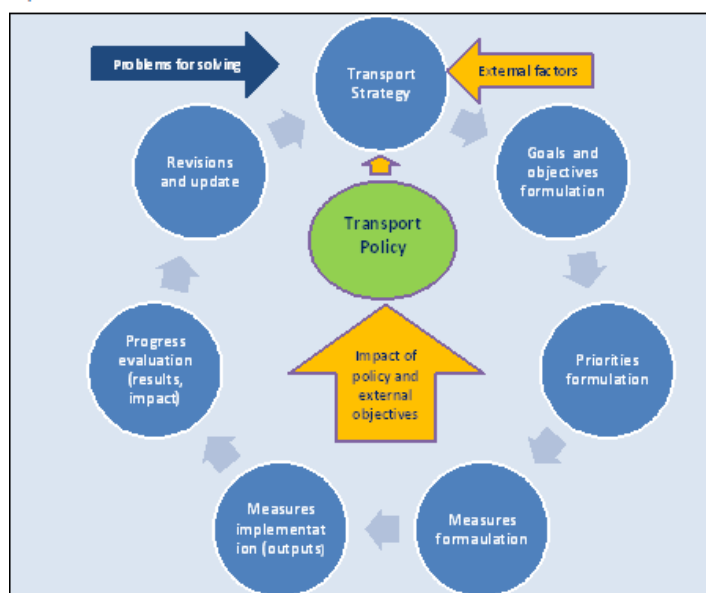 Problems for solving
Transport
Strategy
External factors
Revisions
and update
Goals and
objectives
formulation
Transport
Policy
Progress
evaluation
(results,
impact)
Impact of
policy and
external
objectives
Priorities
formulation
Measures
implementat
ion (outputs)
Measures
formaulation